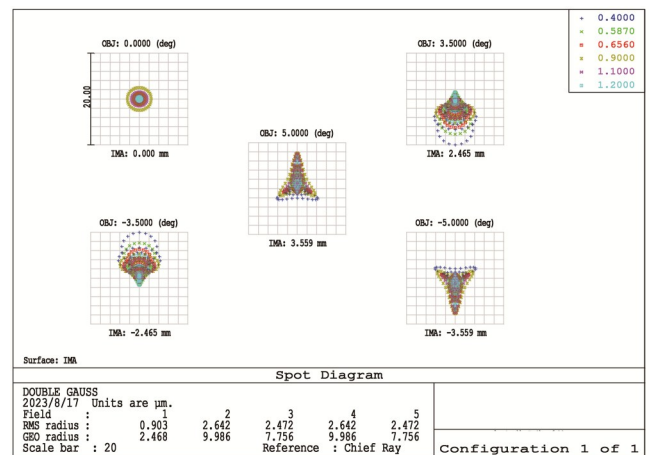 + 0.4000
× 0.5870
0.6560
0.9000
1.1000
1.2000
OBJ: 0.0000 (deg)
OBJ: 3.5000 (deg)
20.00
IMA: 0.000 mm
IMA: 2.465 mm
OBJ: 5.0000 (deg)
IMA: 3.559 mm
OBJ: -3.5000 (deg)
OBJ: -5.0000 (deg)
IMA: -2.465 mm
IMA: -3.559 mm
Surface: IMA
Spot Diagram
DOUBLE GAUSS
2023/8/17 Units are µm.
Field : 1 2 3 4 5
RMS radius : 0.903 2.642 2.472 2.642 2.472
GEO radius : 2.468 9.986 7.756 9.986 7.756
Scale bar : 20 Reference : Chief Ray
Configuration 1 of 1